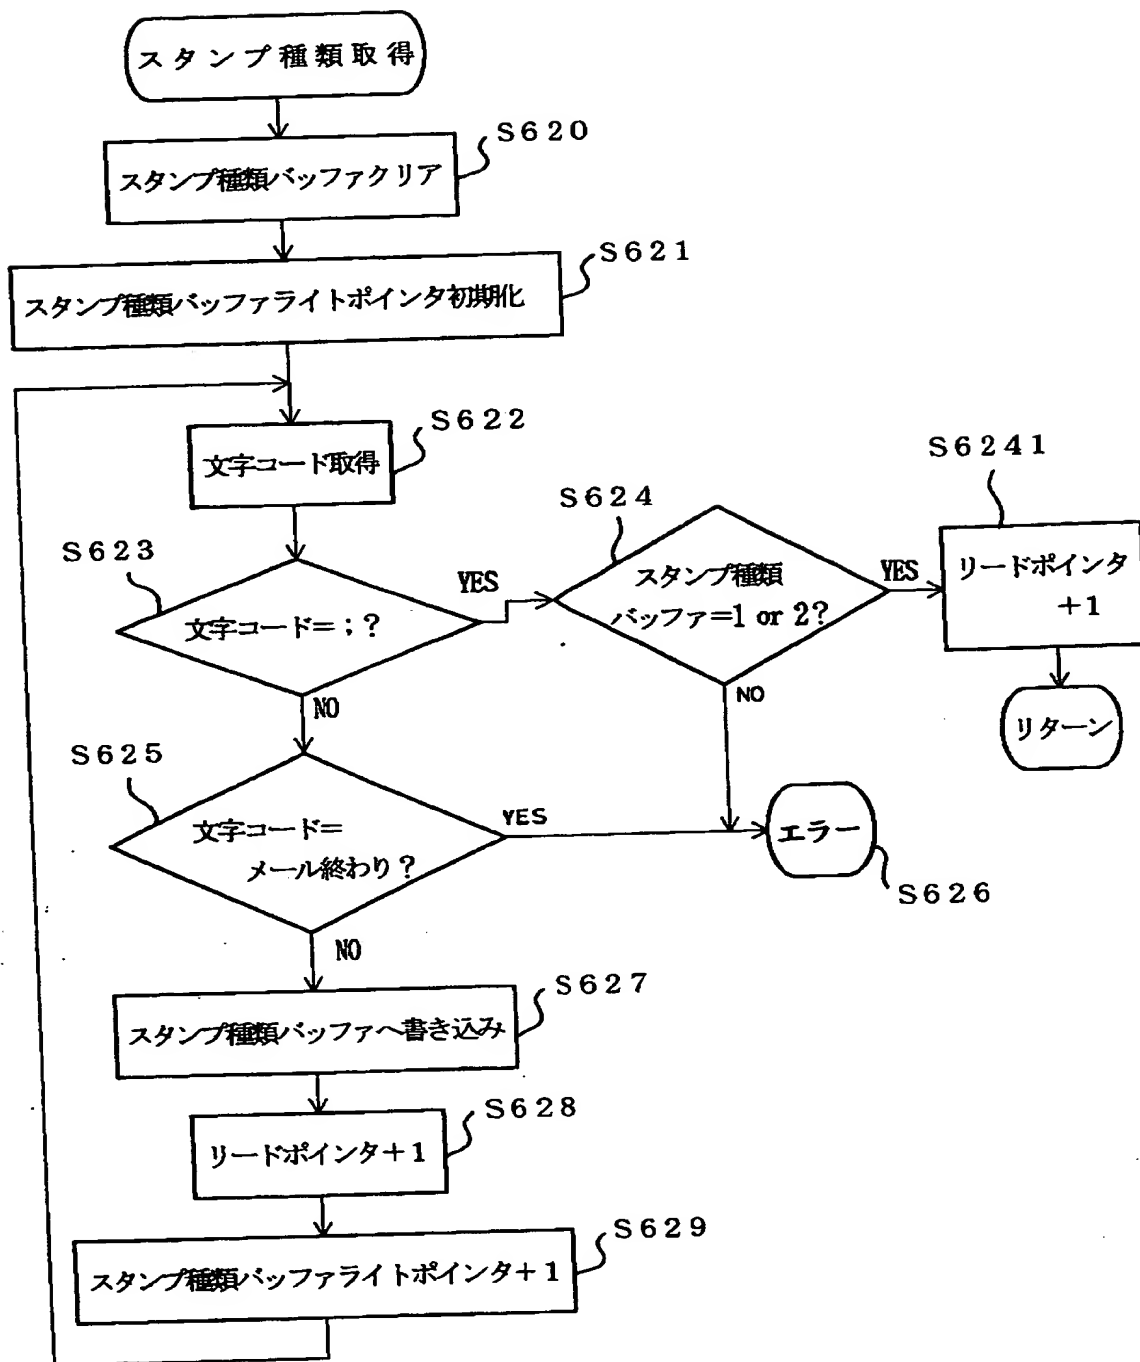 スタンプ種類取得
S620
スタンプ種類バッファクリア
S621
スタンプ種類バッファライトポインタ初期化
S622
文字コード取得
S623
文字コード=;?
YES
NO
S624
スタンプ種類
バッファ=1 or 2?
YES
NO
S6241
リードポインタ
+1
リターン
S625
文字コード=
メール終わり?
YES
NO
エラー
S626
S627
スタンプ種類バッファへ書き込み
S628
リードポインタ+1
S629
スタンプ種類バッファライトポインタ+1